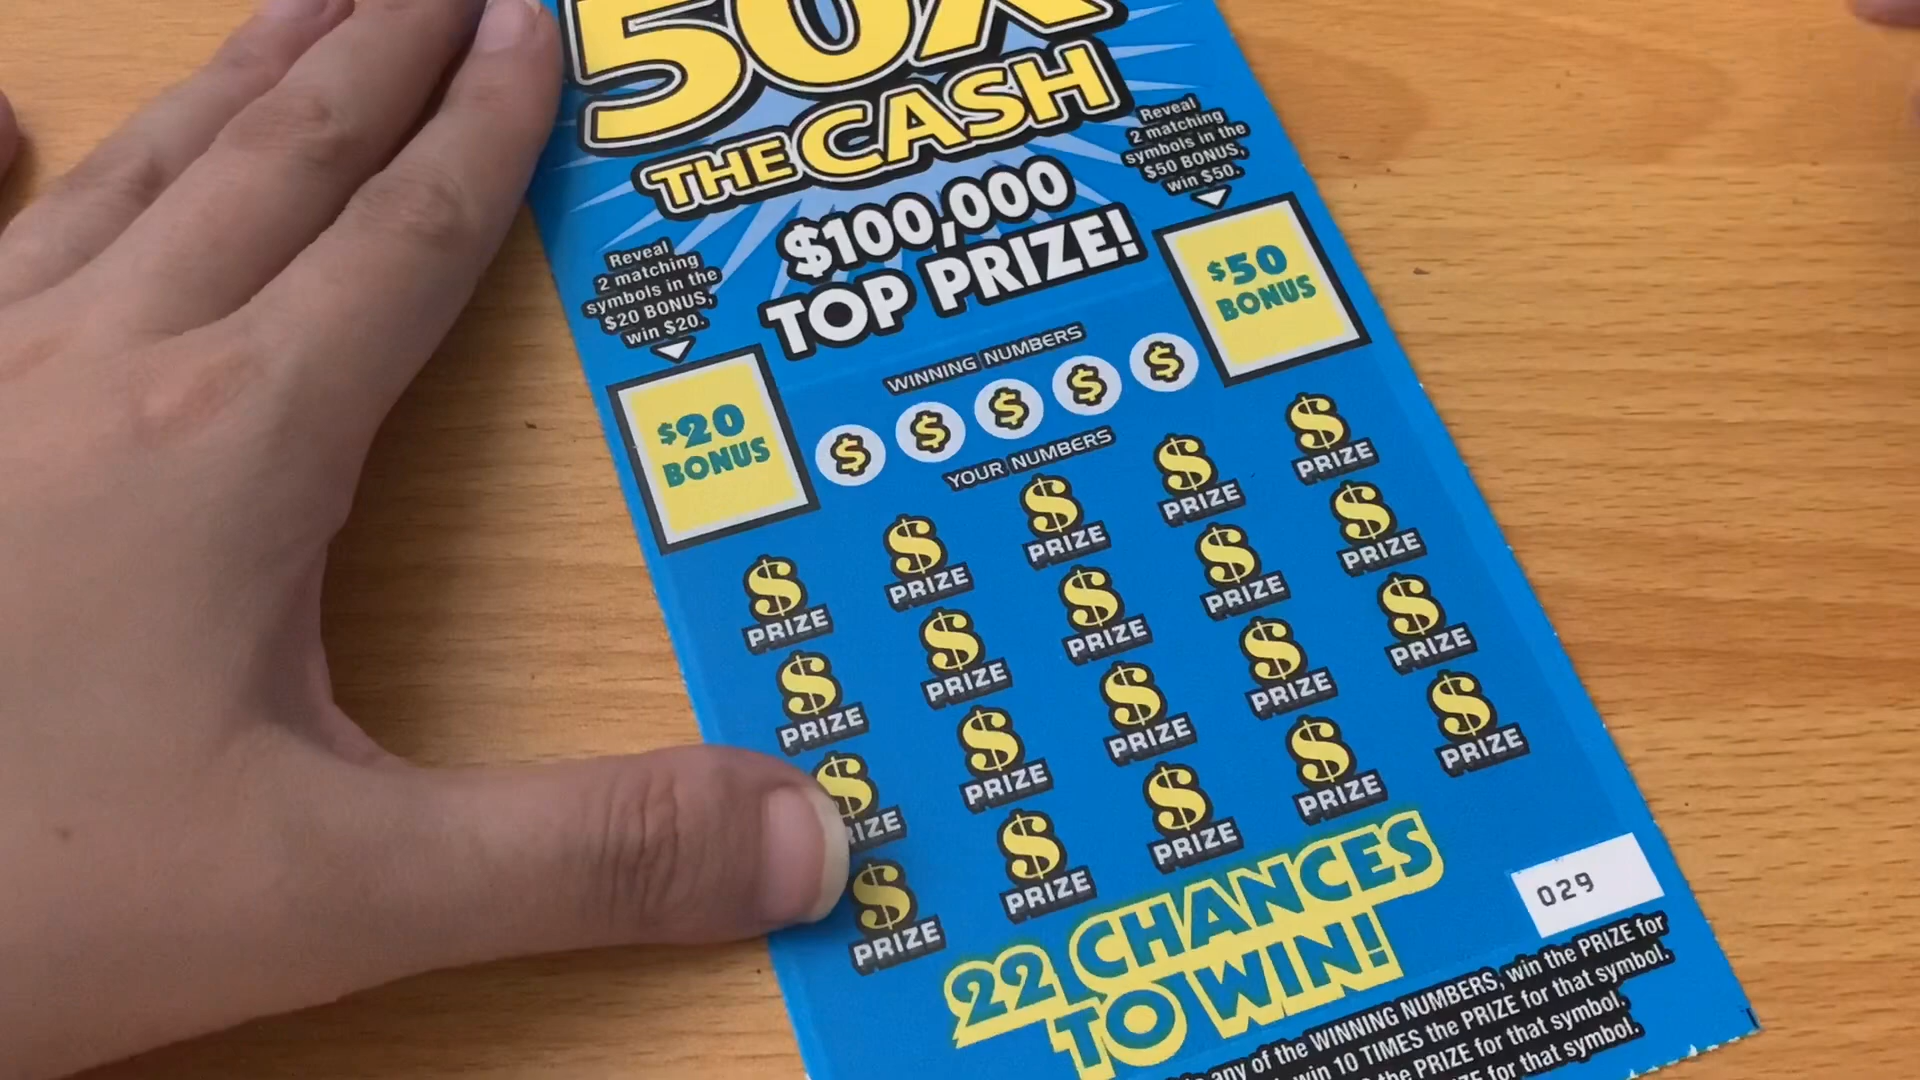 50X
THE CASH
$100,000
TOP PRIZE!
Reveal
2 matching
symbols in the
$50 BONUS,
win $50.
Reveal
2 matching
symbols in the
$20 BONUS,
win $20.
$50
BONUS
$20
BONUS
WINNING NUMBERS
$ $ $ $ $
YOUR NUMBERS
$ $ $ $ $
PRIZE PRIZE PRIZE PRIZE PRIZE
$ $ $ $ $
PRIZE PRIZE PRIZE PRIZE PRIZE
$ $ $ $ $
RIZE PRIZE PRIZE PRIZE PRIZE
$ $ $ $ $
PRIZE PRIZE PRIZE PRIZE PRIZE
22 CHANCES
TO WIN!
029
any of the WINNING NUMBERS, win the PRIZE for
win 10 TIMES the PRIZE for that symbol.
the PRIZE for that symbol.
for that symbol.